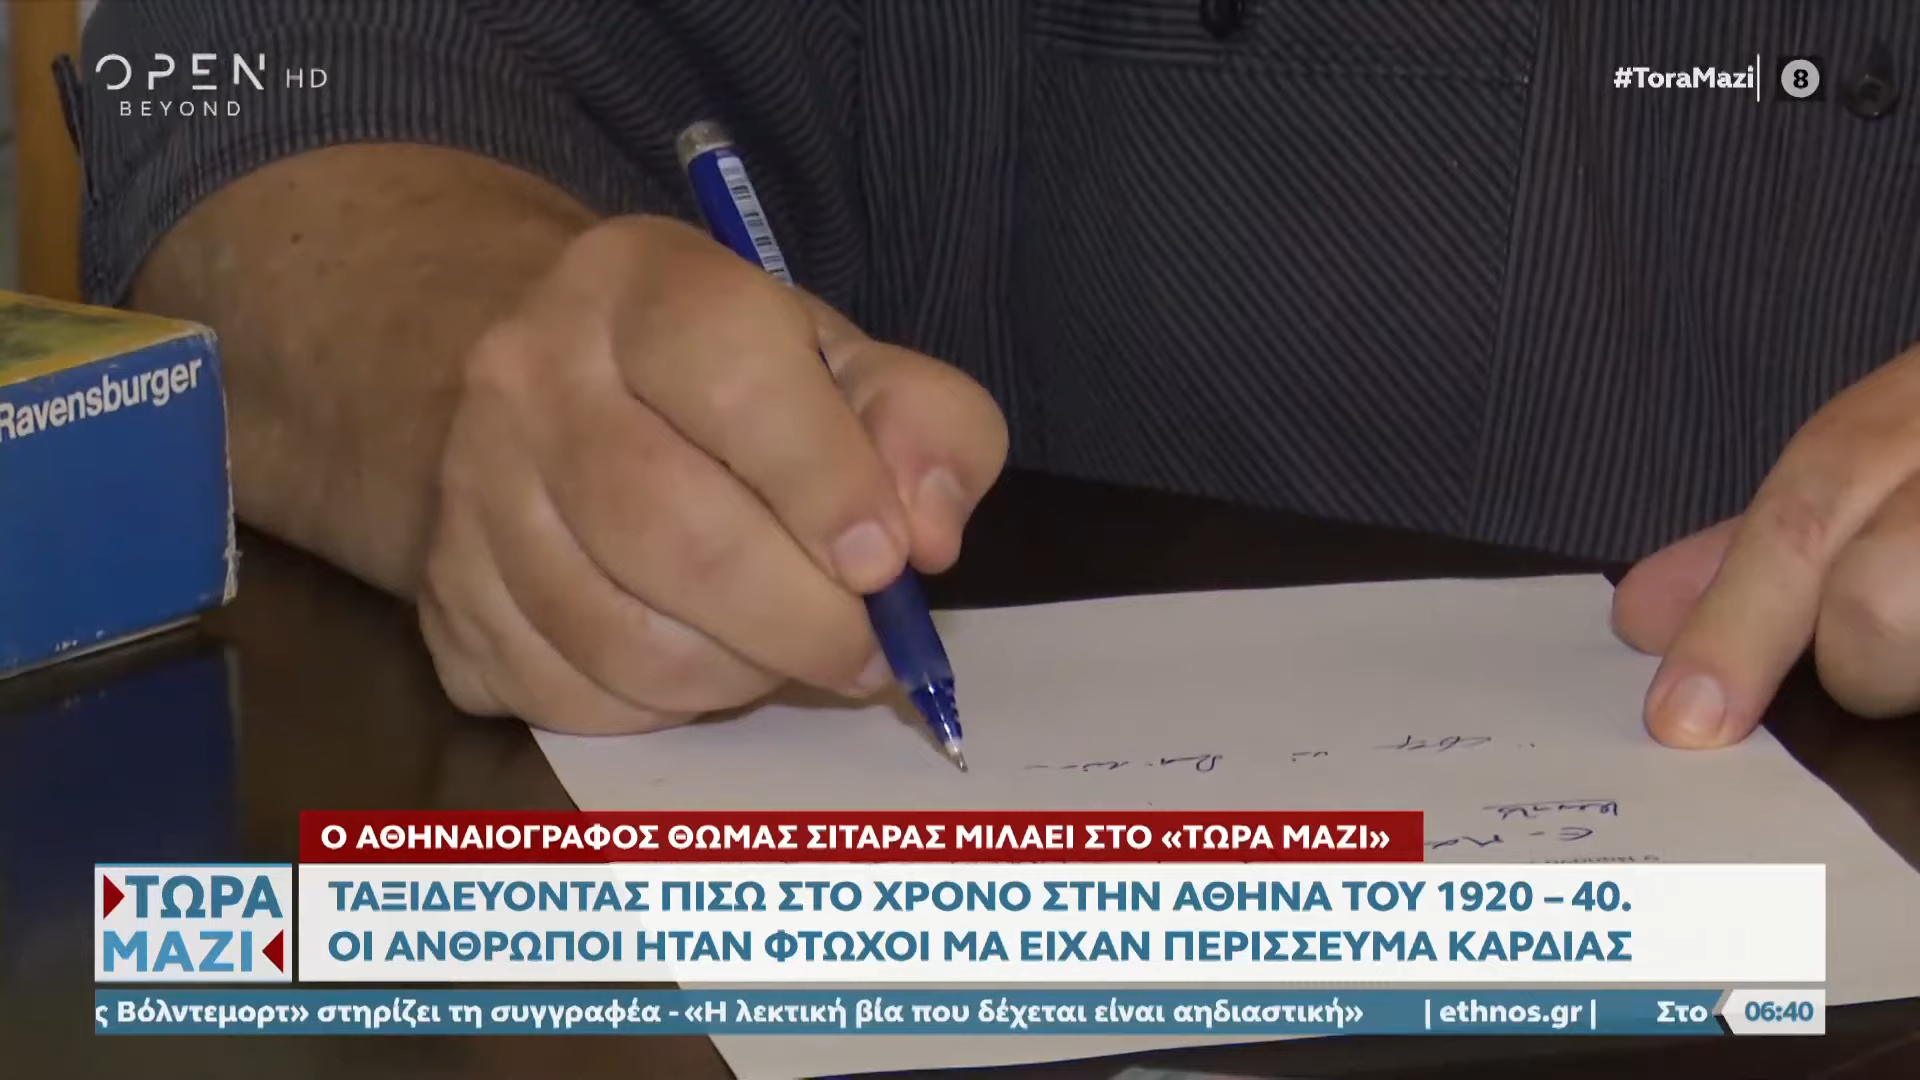 OPEN HD
BEYOND
#ToraMazi
8
Ravensburger
Ο ΑΘΗΝΑΙΟΓΡΑΦΟΣ ΘΩΜΑΣ ΣΙΤΑΡΑΣ ΜΙΛΑΕΙ ΣΤΟ «ΤΩΡΑ ΜΑΖΙ»
ΤΩΡΑ
ΜΑΖΙ
ΤΑΞΙΔΕΥΟΝΤΑΣ ΠΙΣΩ ΣΤΟ ΧΡΟΝΟ ΣΤΗΝ ΑΘΗΝΑ ΤΟΥ 1920 – 40.
ΟΙ ΑΝΘΡΩΠΟΙ ΗΤΑΝ ΦΤΩΧΟΙ ΜΑ ΕΙΧΑΝ ΠΕΡΙΣΣΕΥΜΑ ΚΑΡΔΙΑΣ
ς Βόλντεμορτ» στηρίζει τη συγγραφέα - «Η λεκτική βία που δέχεται είναι αηδιαστική» | ethnos.gr | Στο 06:40